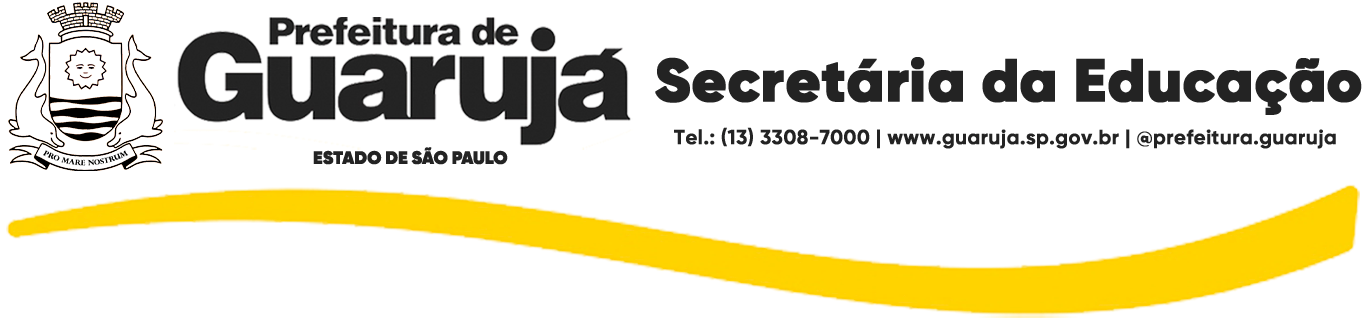 Prefeitura de
Guarujá
ESTADO DE SÃO PAULO
PRO MARE NOSTRUM
Secretária da Educação
Tel.: (13) 3308-7000 | www.guaruja.sp.gov.br | @prefeitura.guaruja